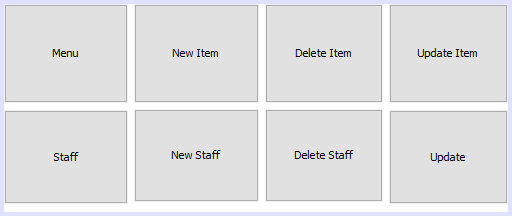 Menu
New Item
Delete Item
Update Item
Staff
New Staff
Delete Staff
Update